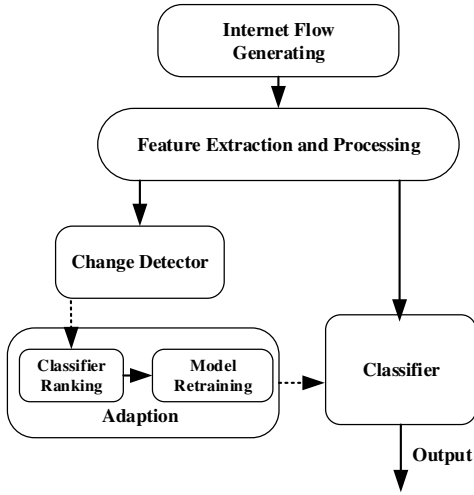 Internet Flow
Generating
Feature Extraction and Processing
Change Detector
Classifier
Ranking
Model
Retraining
Adaption
Classifier
Output